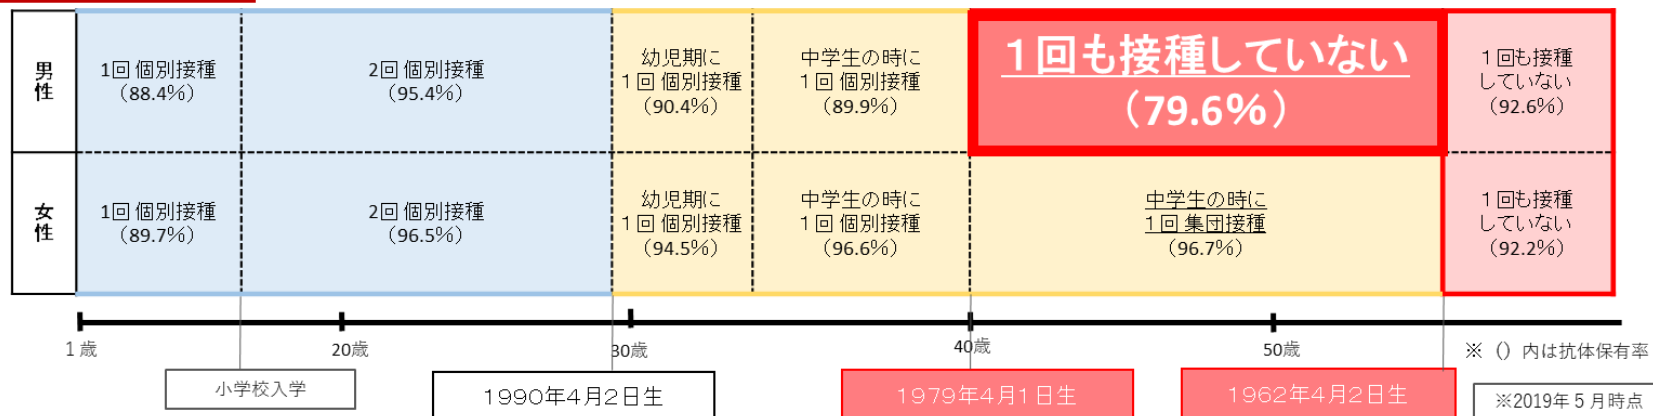 男性
1回 個別接種
（88.4%）
2回 個別接種
（95.4%）
幼児期に
１回 個別接種
（90.4%）
中学生の時に
１回 個別接種
（89.9%）
１回も接種していない
（79.6%）
１回も接種
していない
（92.6%）
女性
1回 個別接種
（89.7%）
2回 個別接種
（96.5%）
幼児期に
１回 個別接種
（94.5%）
中学生の時に
１回 個別接種
（96.6%）
中学生の時に
１回 集団接種
（96.7%）
１回も接種
していない
（92.2%）
1 歳
20歳
30歳
40歳
50歳
※（）内は抗体保有率
小学校入学
1990年4月2日生
1979年4月1日生
1962年4月2日生
※2019年５月時点